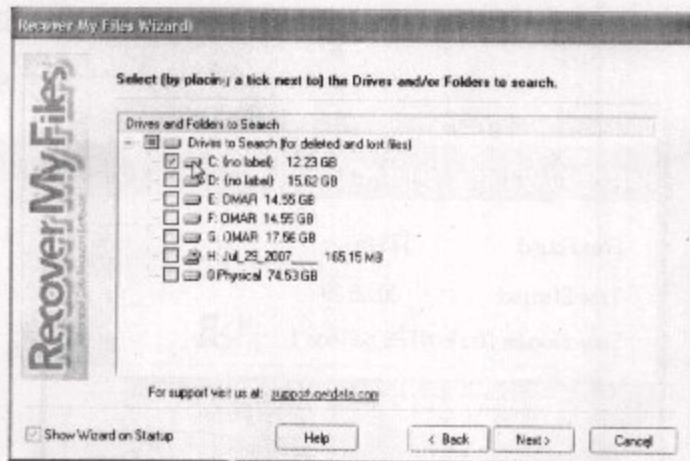 Recover My Files Wizard
Recover My Files
Select (by placing a tick next to) the Drives and/or Folders to search.
Drives and Folders to Search
Drives to Search (for deleted and lost files)
C: (no label) 12.23 GB
D: (no label) 15.62 GB
E: OMAR 14.55 GB
F: OMAR 14.55 GB
G: OMAR 17.56 GB
H: Jul_29_2007____ 165.15 MB
0 Physical 74.53 GB
For support visit us at: support.getdata.com
Show Wizard on Startup
Help
< Back
Next >
Cancel